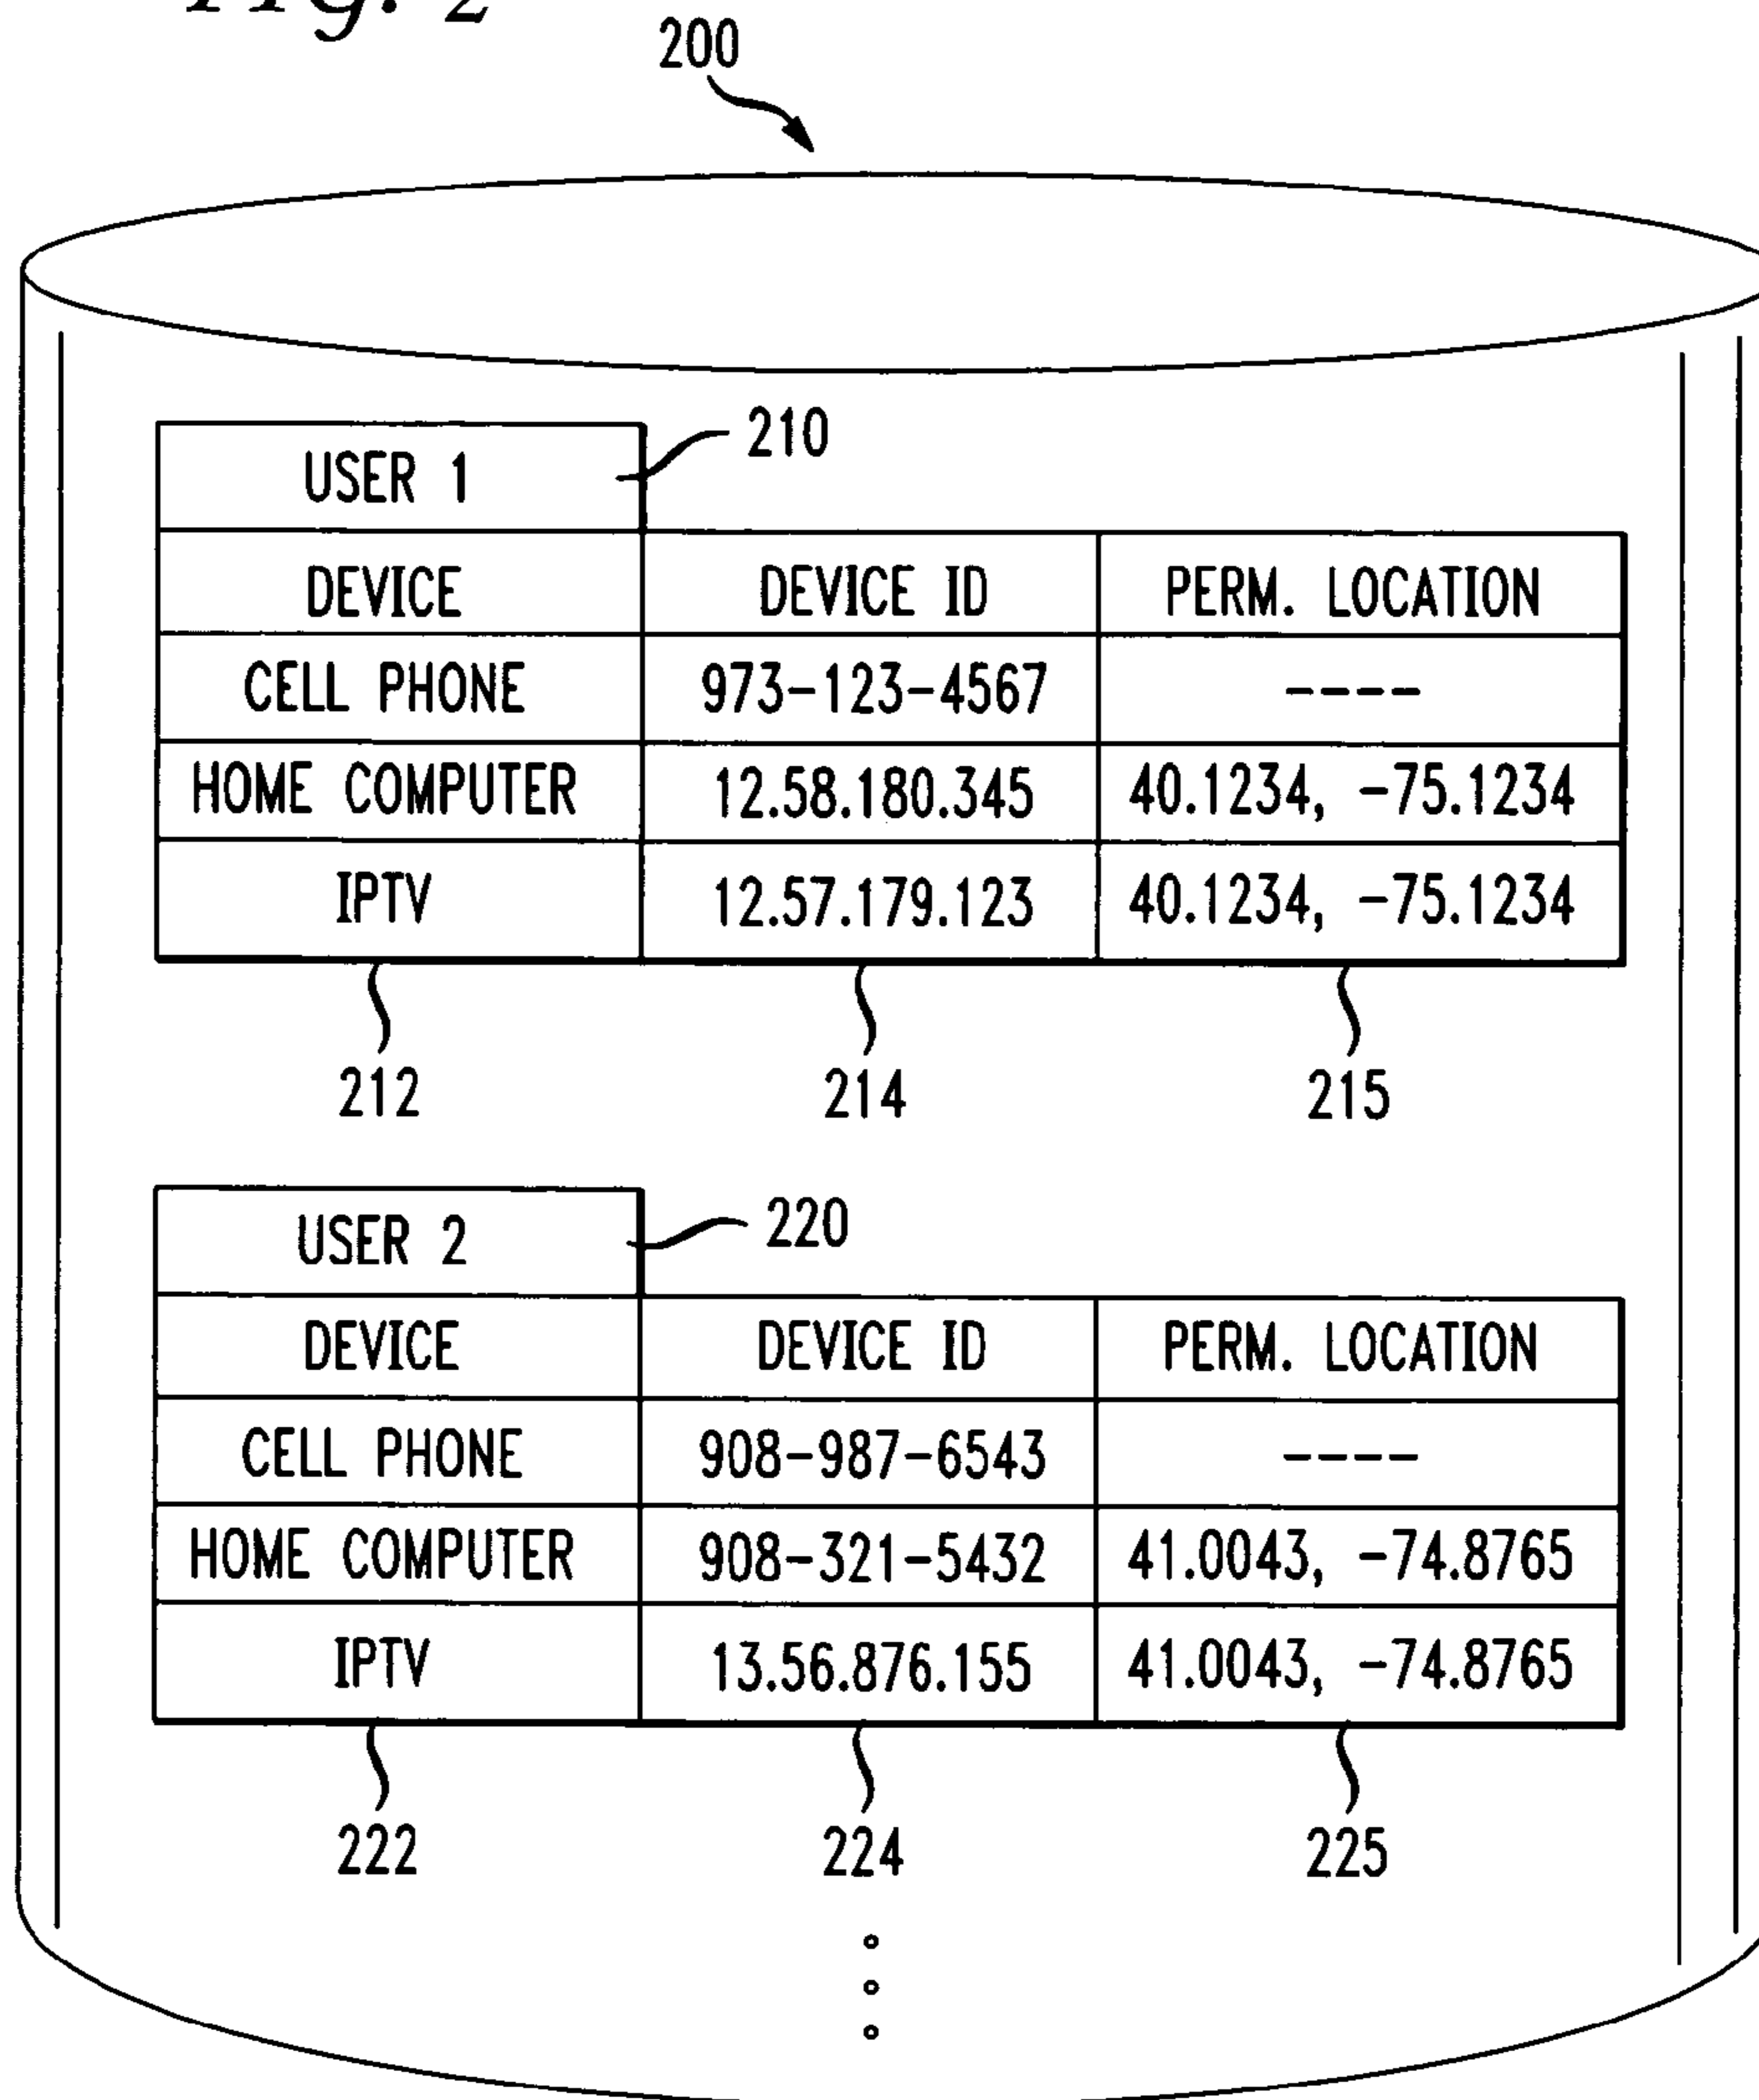 FIG. 2
200
USER 1
210
DEVICE DEVICE ID PERM. LOCATION
CELL PHONE 973-123-4567 ----
HOME COMPUTER 12.58.180.345 40.1234, -75.1234
IPTV 12.57.179.123 40.1234, -75.1234
212 214 215
USER 2
220
DEVICE DEVICE ID PERM. LOCATION
CELL PHONE 908-987-6543 ----
HOME COMPUTER 908-321-5432 41.0043, -74.8765
IPTV 13.56.876.155 41.0043, -74.8765
222 224 225